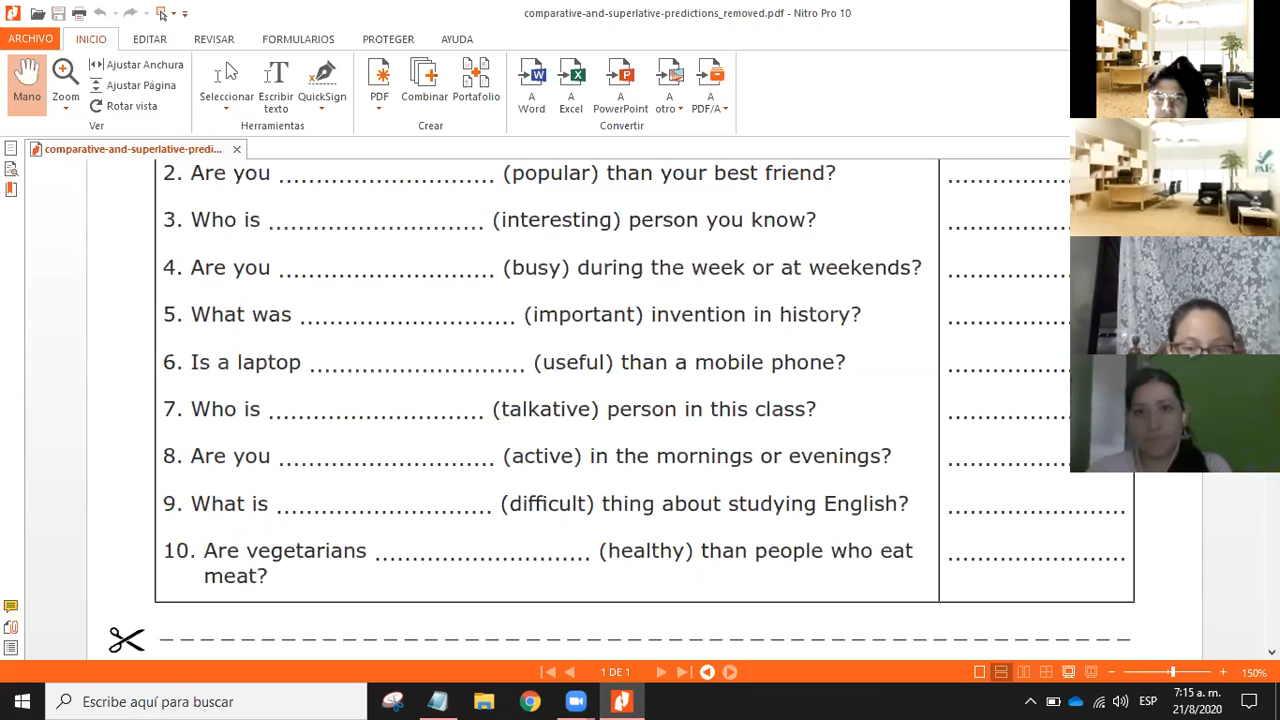 comparative-and-superlative-predictions_removed.pdf - Nitro Pro 10
ARCHIVO INICIO EDITAR REVISAR FORMULARIOS PROTEGER AYUDA
Mano
Zoom
Ajustar Anchura
Ajustar Página
Rotar vista
Ver
Seleccionar
Escribir texto
QuickSign
Herramientas
PDF
Combinar
Portafolio
Crear
A Word
A Excel
A PowerPoint
A otro
A PDF/A
Convertir
comparative-and-superlative-predi...
2. Are you ............................. (popular) than your best friend? ........................
3. Who is ............................. (interesting) person you know? ........................
4. Are you ............................. (busy) during the week or at weekends? ........................
5. What was ............................. (important) invention in history? ........................
6. Is a laptop ............................. (useful) than a mobile phone? ........................
7. Who is ............................. (talkative) person in this class? ........................
8. Are you ............................. (active) in the mornings or evenings? ........................
9. What is ............................. (difficult) thing about studying English? ........................
10. Are vegetarians ............................. (healthy) than people who eat ........................
meat?
1 DE 1
150%
Escribe aquí para buscar
ESP
7:15 a. m.
21/8/2020